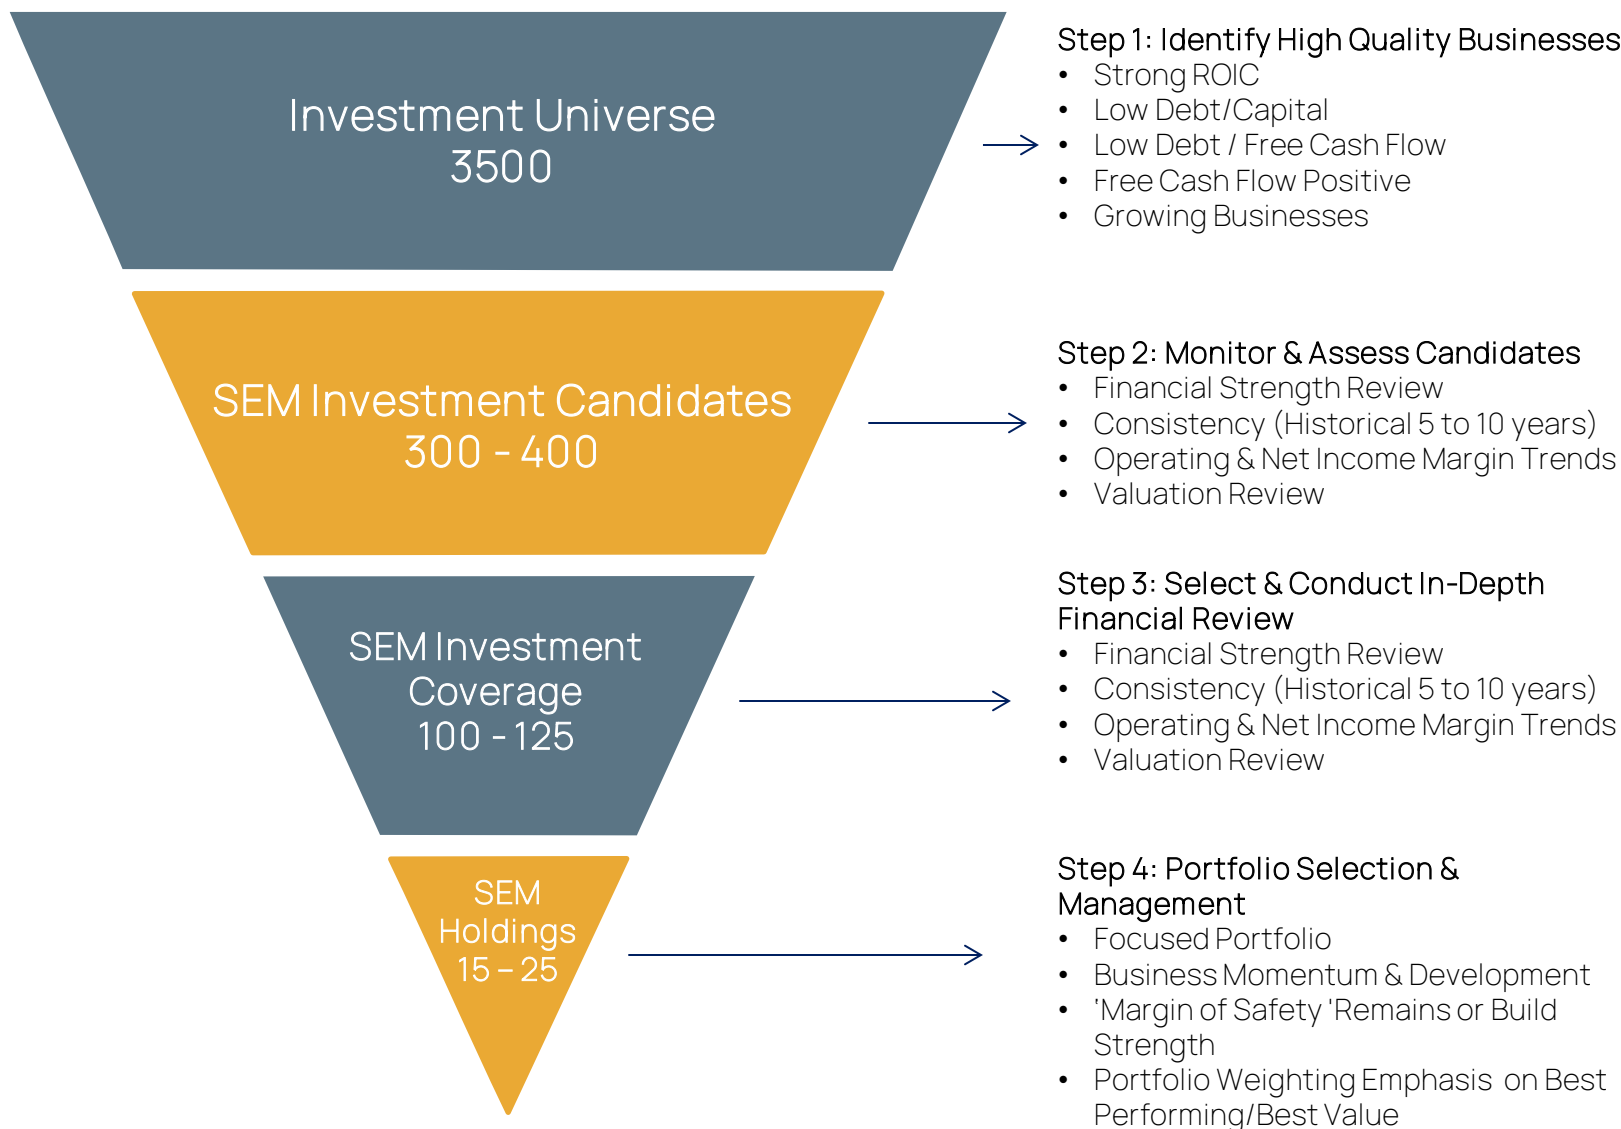 Investment Universe
3500
Step 1: Identify High Quality Businesses
• Strong ROIC
• Low Debt/Capital
• Low Debt / Free Cash Flow
• Free Cash Flow Positive
• Growing Businesses
SEM Investment Candidates
300 - 400
Step 2: Monitor & Assess Candidates
• Financial Strength Review
• Consistency (Historical 5 to 10 years)
• Operating & Net Income Margin Trends
• Valuation Review
SEM Investment
Coverage
100 - 125
Step 3: Select & Conduct In-Depth
Financial Review
• Financial Strength Review
• Consistency (Historical 5 to 10 years)
• Operating & Net Income Margin Trends
• Valuation Review
SEM
Holdings
15 – 25
Step 4: Portfolio Selection &
Management
• Focused Portfolio
• Business Momentum & Development
• ‘Margin of Safety 'Remains or Build
Strength
• Portfolio Weighting Emphasis on Best
Performing/Best Value